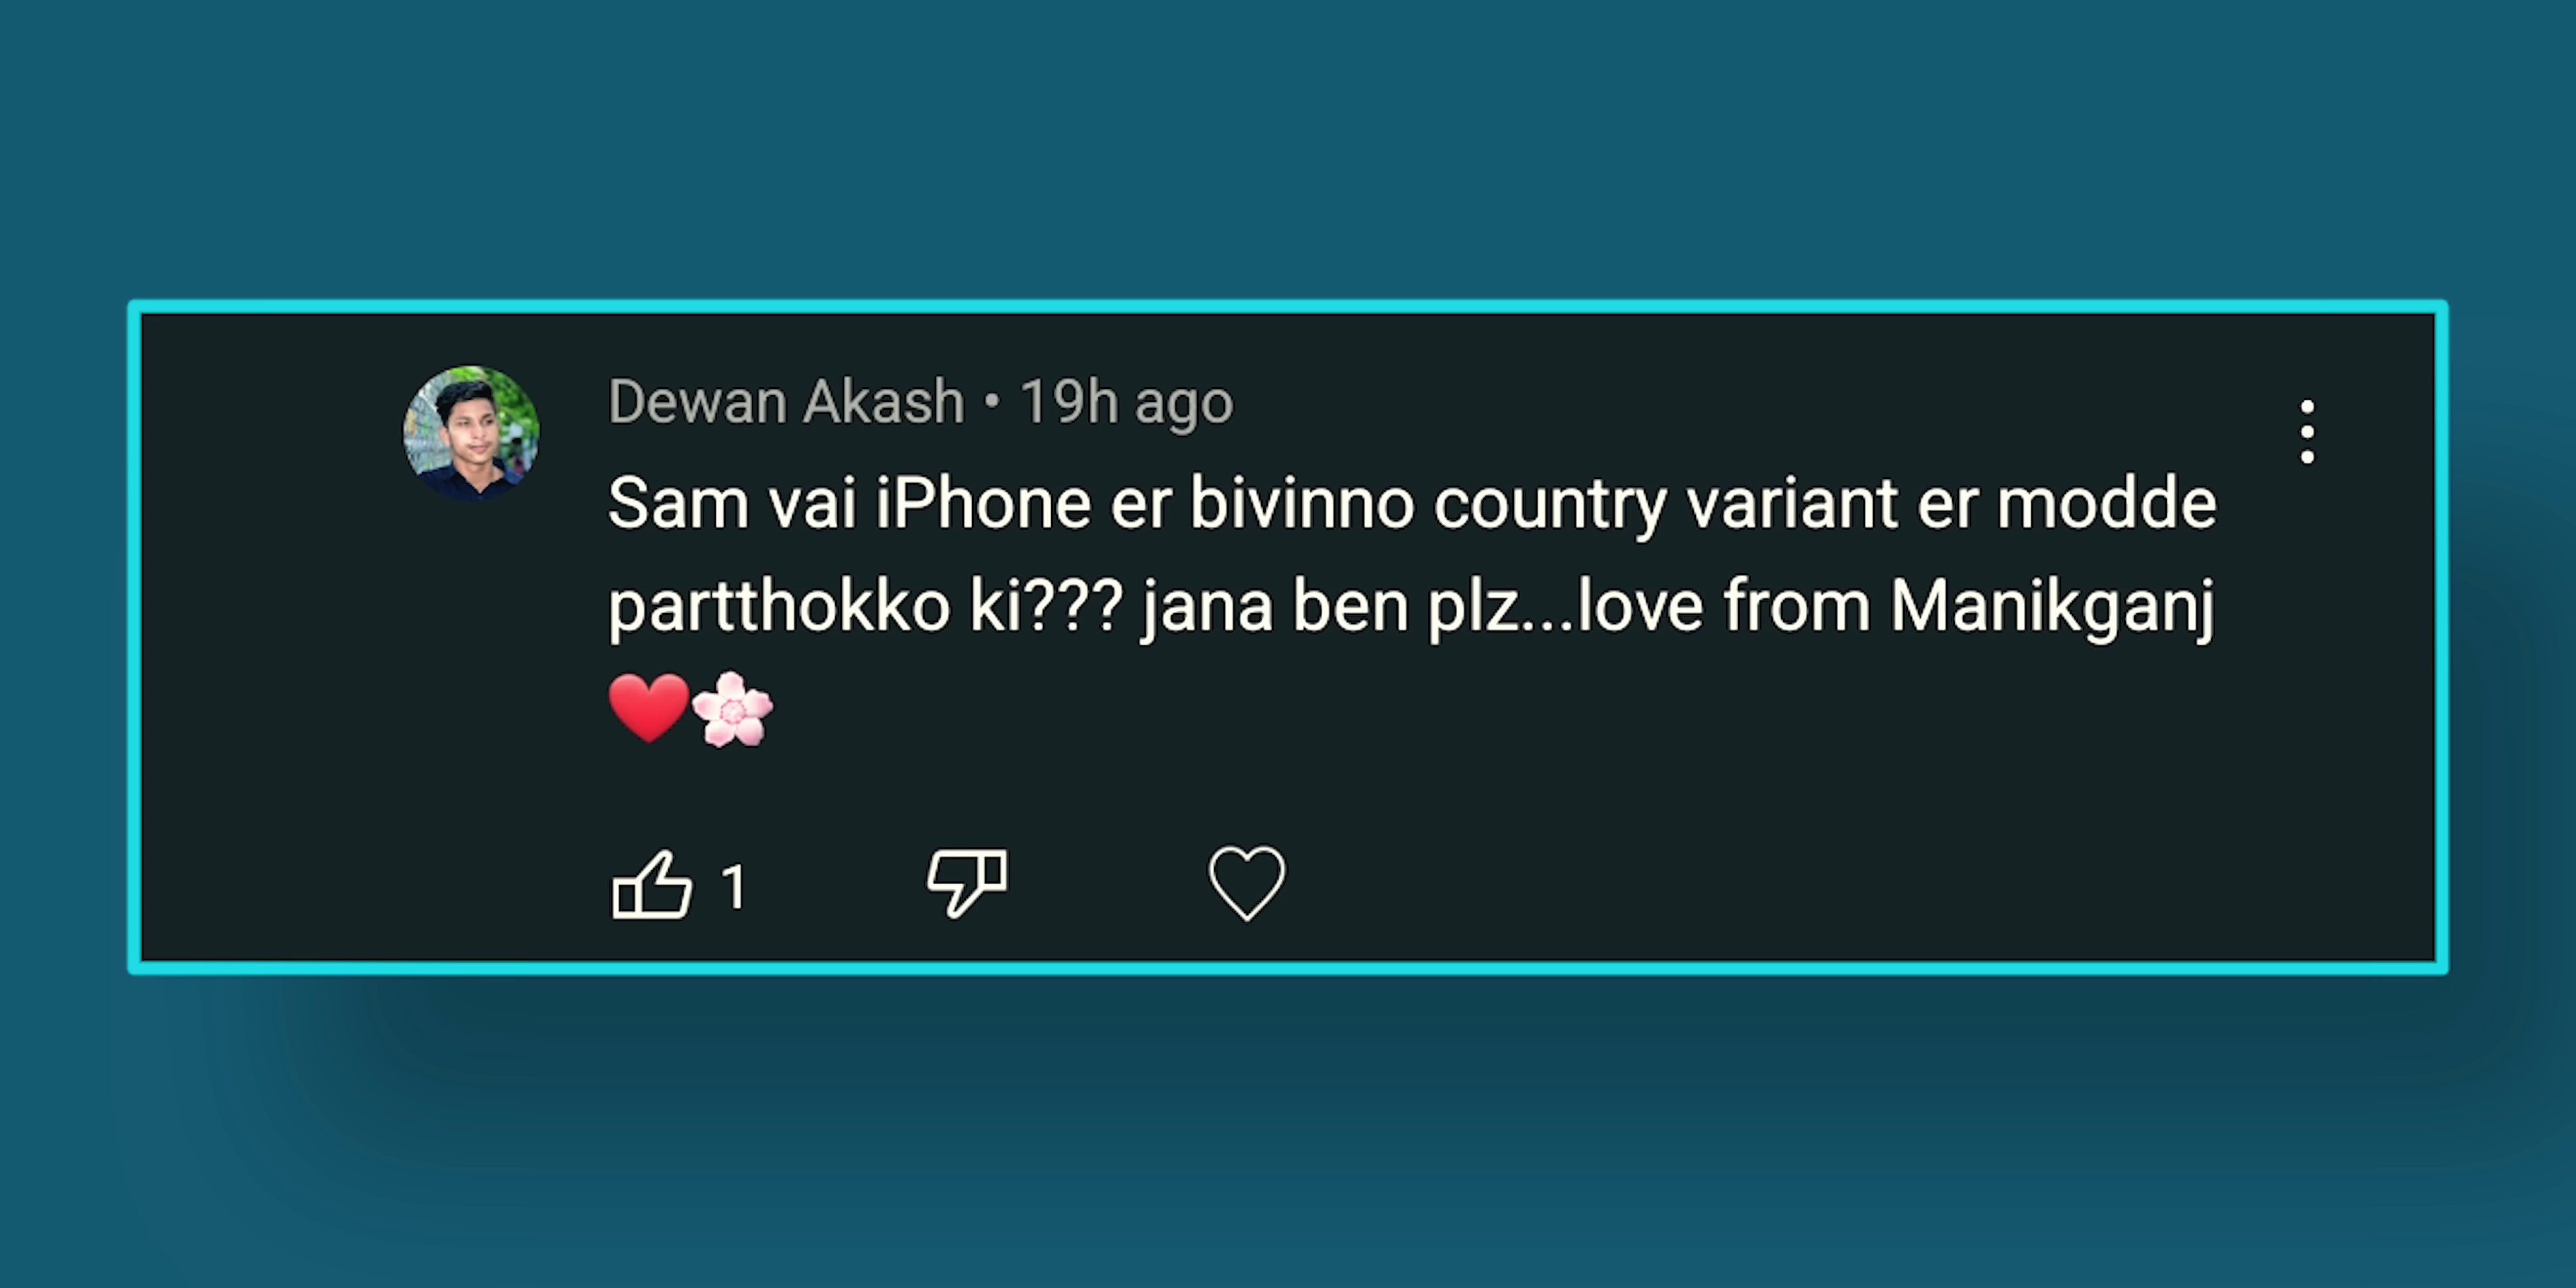 Dewan Akash • 19h ago
Sam vai iPhone er bivinno country variant er modde
partthokko ki??? jana ben plz...love from Manikganj
❤️🌸
1